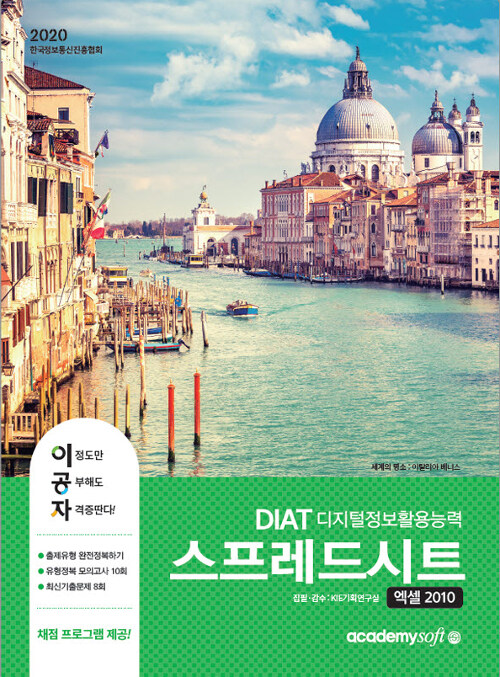 2020
한국정보통신진흥협회
세계의 명소 : 이탈리아 베니스
이 정도만
공 부해도
자 격증딴다!
• 출제유형 완전정복하기
• 유형정복 모의고사 10회
• 최신기출문제 8회
채점 프로그램 제공!
DIAT 디지털정보활용능력
스프레드시트
집필·감수 : KIE기획연구실
엑셀 2010
academysoft